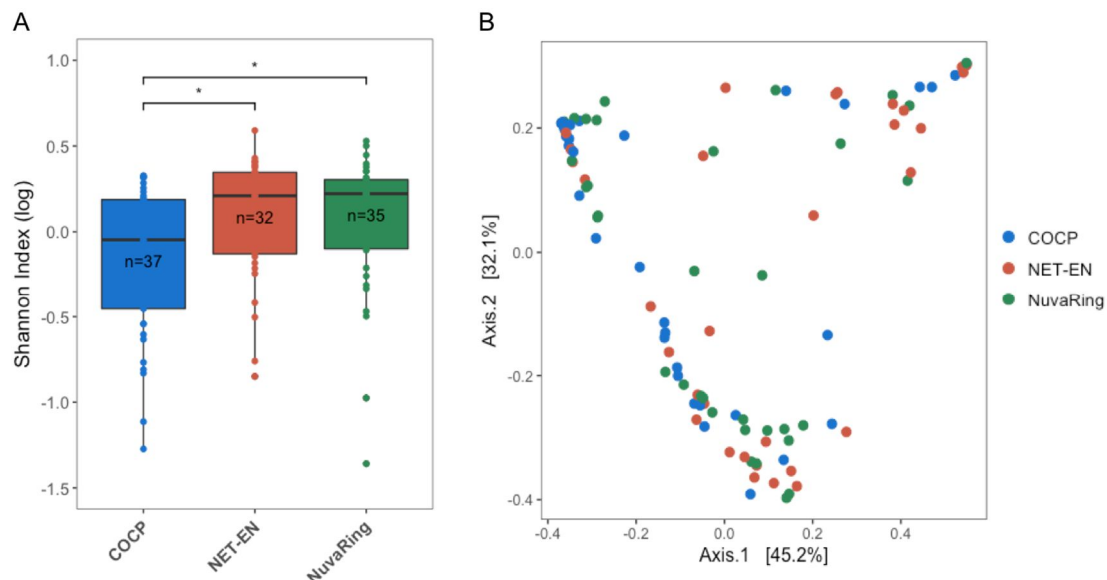 A
Shannon Index (log)
1.0
0.5
0.0
-0.5
-1.0
-1.5
*
*
n=37
n=32
n=35
COCP
NET-EN
NuvaRing
B
Axis.2 [32.1%]
0.2
0.0
-0.2
-0.4
-0.4
-0.2
0.0
0.2
0.4
Axis.1 [45.2%]
COCP
NET-EN
NuvaRing